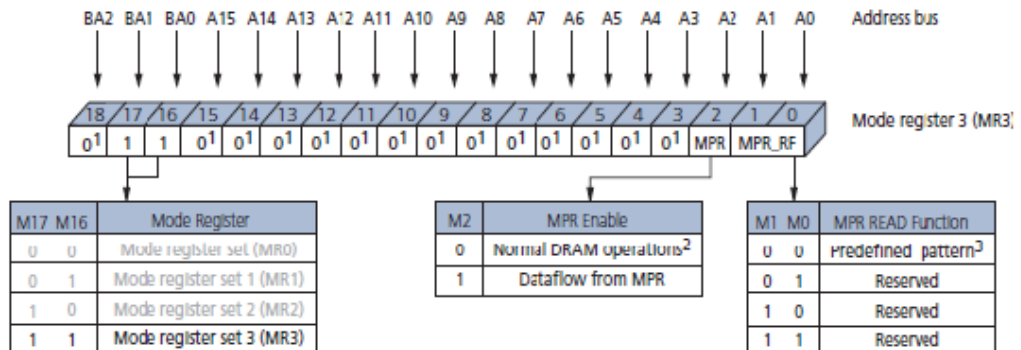 BA2 BA1 BA0 A15 A14 A13 A12 A11 A10 A9 A8 A7 A6 A5 A4 A3 A2 A1 A0 Address bus
18 17 16 15 14 13 12 11 10 9 8 7 6 5 4 3 2 1 0
Mode register 3 (MR3)
0¹ 1 1 0¹ 0¹ 0¹ 0¹ 0¹ 0¹ 0¹ 0¹ 0¹ 0¹ 0¹ 0¹ 0¹ MPR MPR_RF
M17 M16 Mode Register
0 0 Mode register set (MR0)
0 1 Mode register set 1 (MR1)
1 0 Mode register set 2 (MR2)
1 1 Mode register set 3 (MR3)
M2 MPR Enable
0 Normal DRAM operations²
1 Dataflow from MPR
M1 M0 MPR READ Function
0 0 Predefined pattern³
0 1 Reserved
1 0 Reserved
1 1 Reserved